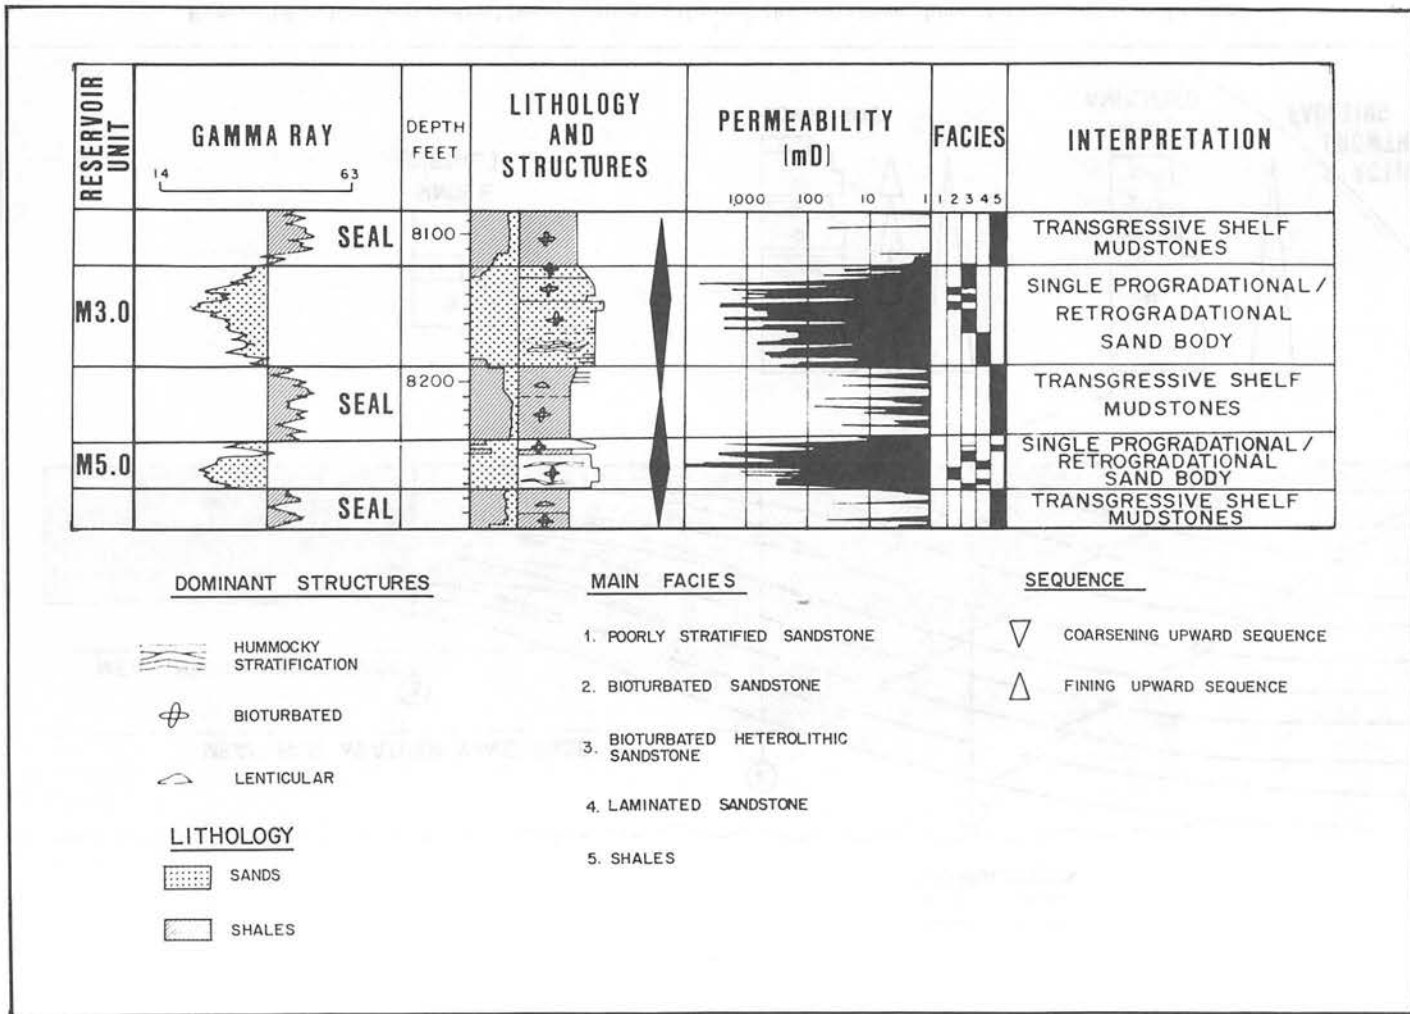 RESERVOIR UNIT
GAMMA RAY
14 63
DEPTH
FEET
LITHOLOGY
AND
STRUCTURES
PERMEABILITY
(mD)
1,000 100 10 1
FACIES
1 2 3 4 5
INTERPRETATION
SEAL
8100
TRANSGRESSIVE SHELF
MUDSTONES
M3.0
SINGLE PROGRADATIONAL/
RETROGRADATIONAL
SAND BODY
SEAL
8200
TRANSGRESSIVE SHELF
MUDSTONES
M5.0
SINGLE PROGRADATIONAL/
RETROGRADATIONAL
SAND BODY
SEAL
TRANSGRESSIVE SHELF
MUDSTONES
DOMINANT STRUCTURES
HUMMOCKY
STRATIFICATION
BIOTURBATED
LENTICULAR
LITHOLOGY
SANDS
SHALES
MAIN FACIES
1. POORLY STRATIFIED SANDSTONE
2. BIOTURBATED SANDSTONE
3. BIOTURBATED HETEROLITHIC
SANDSTONE
4. LAMINATED SANDSTONE
5. SHALES
SEQUENCE
COARSENING UPWARD SEQUENCE
FINING UPWARD SEQUENCE